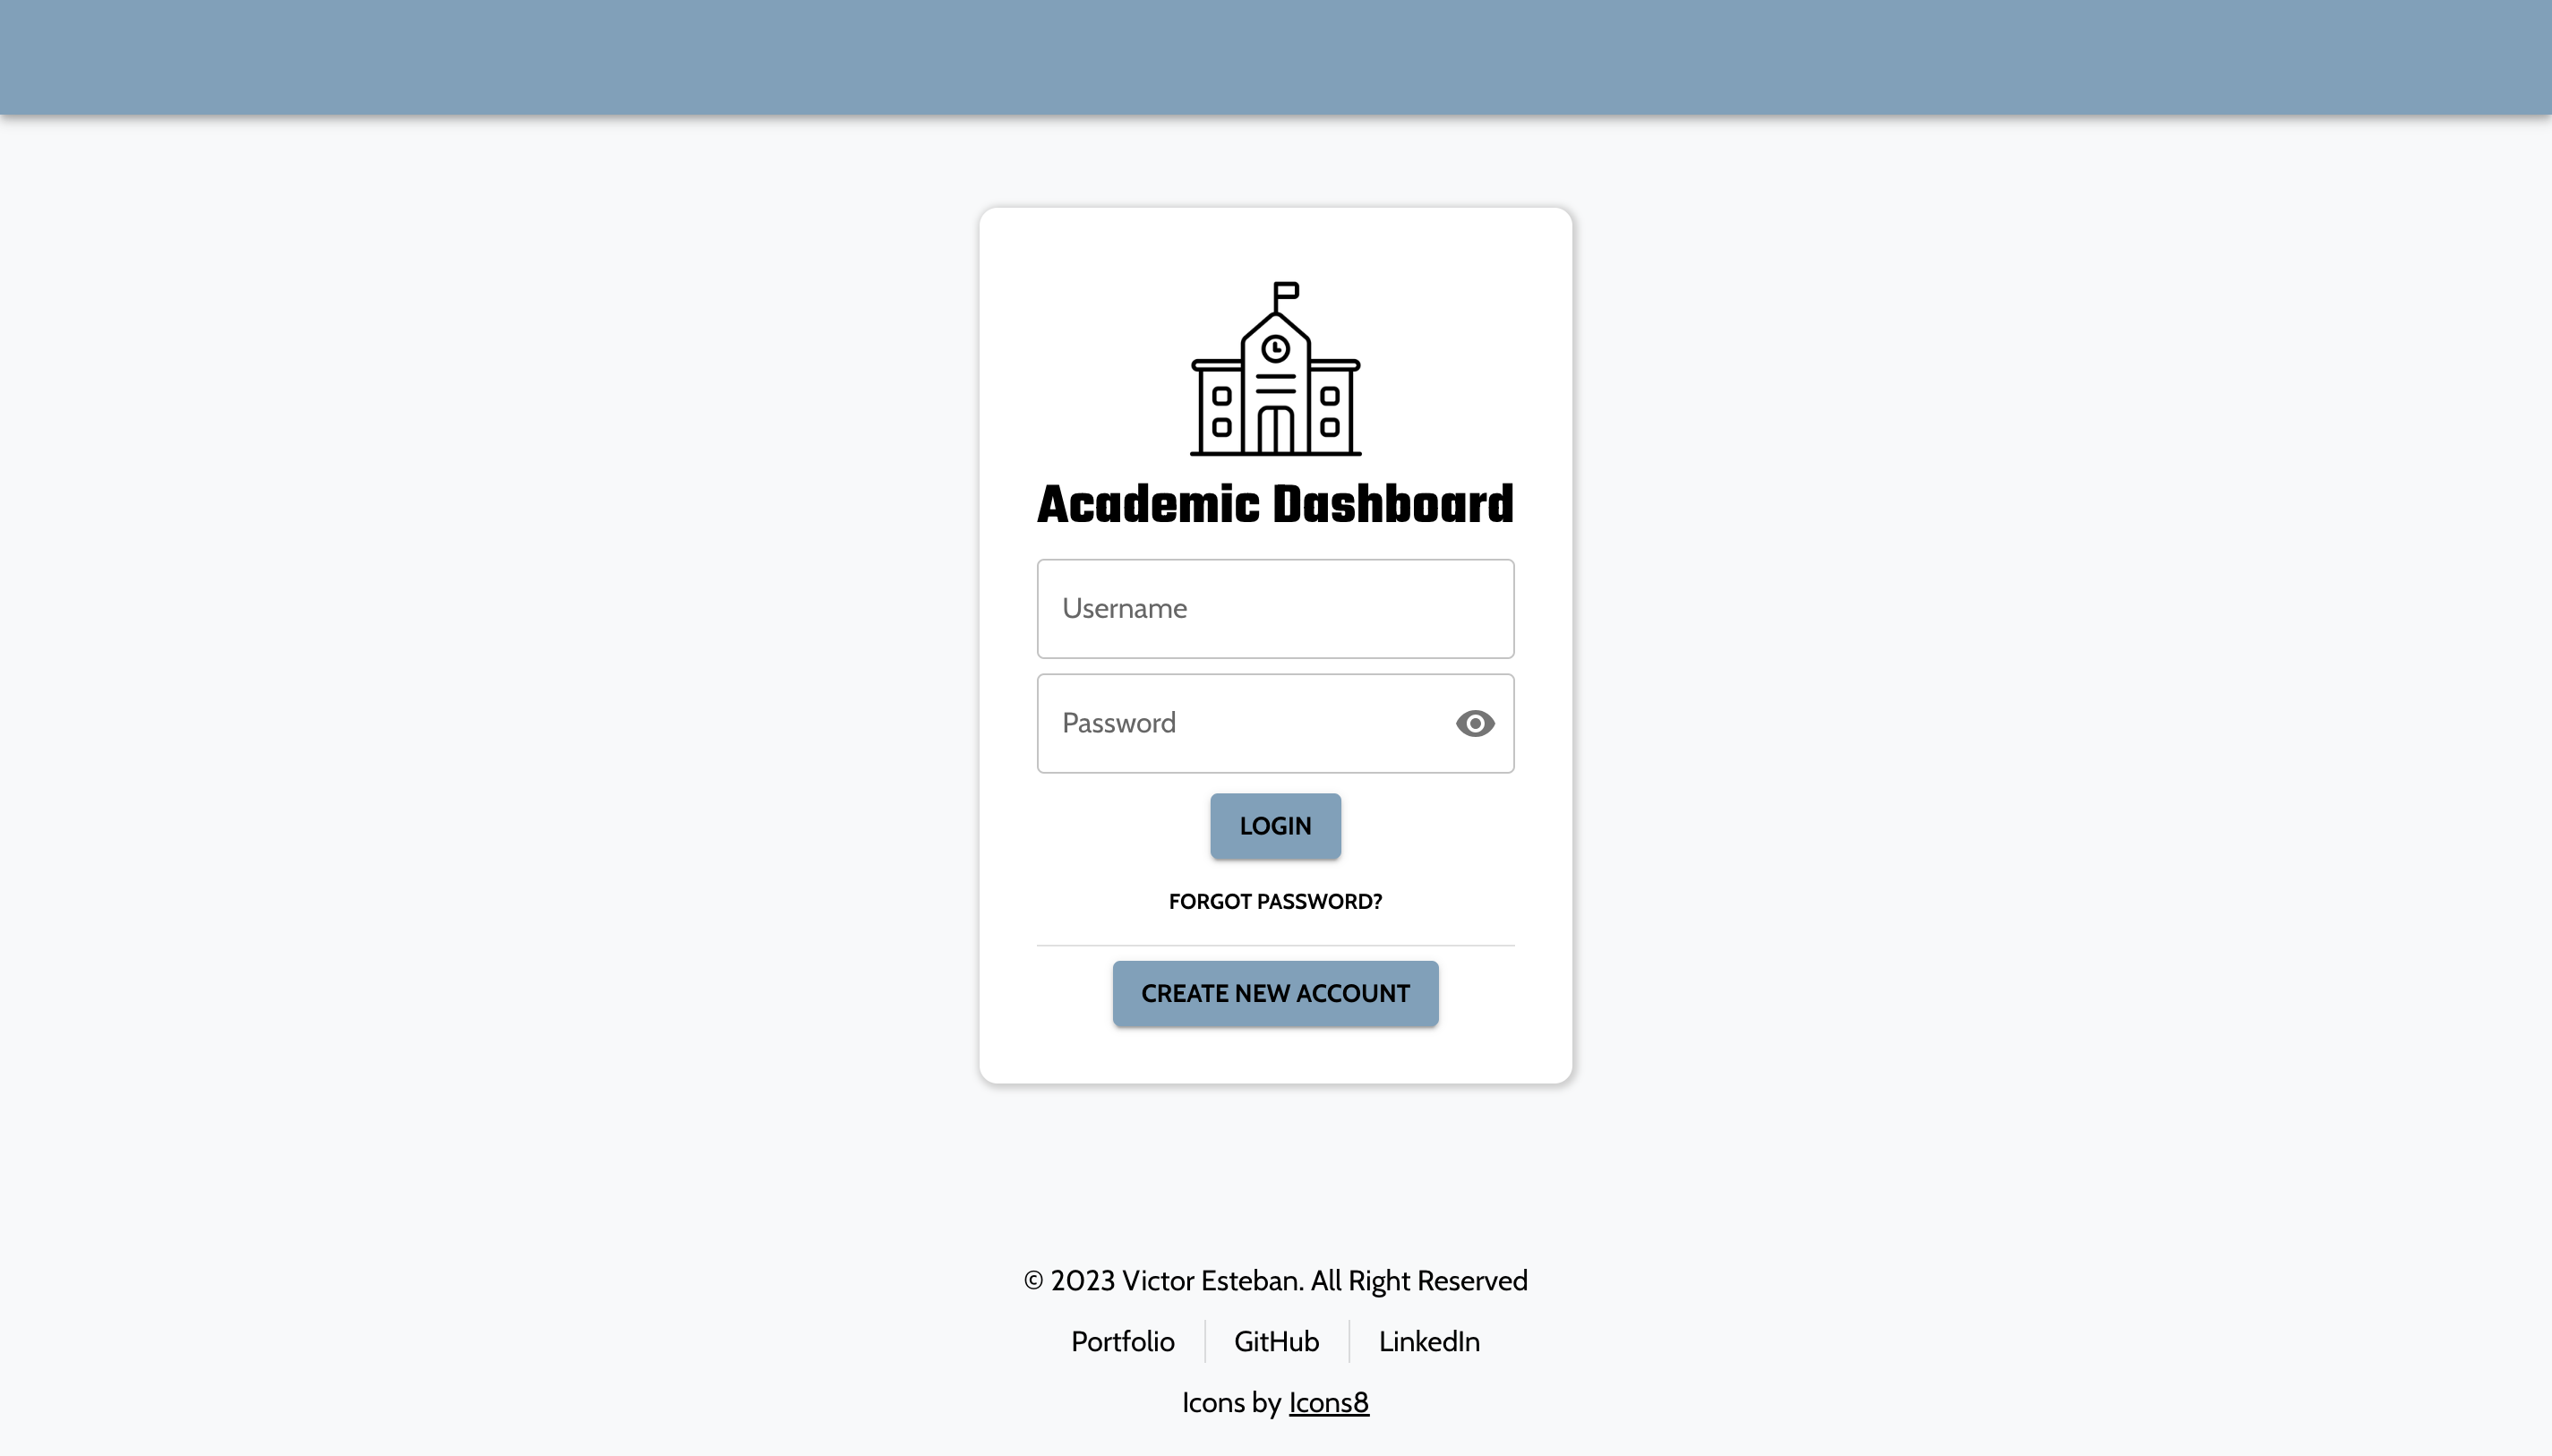 Academic Dashboard
Username
Password
LOGIN
FORGOT PASSWORD?
CREATE NEW ACCOUNT
© 2023 Victor Esteban. All Right Reserved
Portfolio GitHub LinkedIn
Icons by Icons8